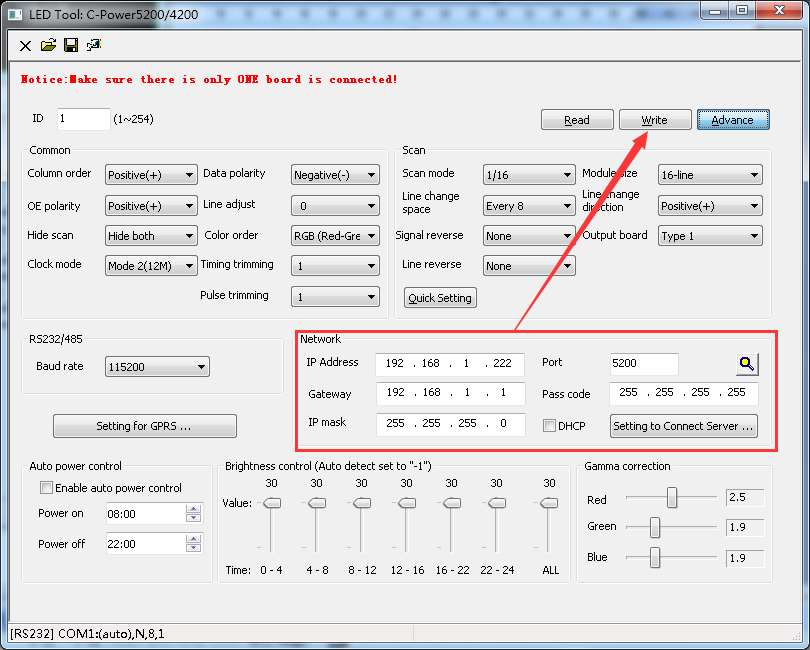 LED Tool: C-Power5200/4200
Notice:Make sure there is only ONE board is connected!
ID 1 (1~254) Read Write Advance
Common
Column order Positive(+) Data polarity Negative(-)
OE polarity Positive(+) Line adjust 0
Hide scan Hide both Color order RGB (Red-Gre
Clock mode Mode 2(12M) Timing trimming 1
Pulse trimming 1
Scan
Scan mode 1/16 Module size 16-line
Line change space Every 8 Line change direction Positive(+)
Signal reverse None Output board Type 1
Line reverse None
Quick Setting
RS232/485
Baud rate 115200
Setting for GPRS ...
Network
IP Address 192 . 168 . 1 . 222 Port 5200
Gateway 192 . 168 . 1 . 1 Pass code 255 . 255 . 255 . 255
IP mask 255 . 255 . 255 . 0 DHCP Setting to Connect Server ...
Auto power control
Enable auto power control
Power on 08:00
Power off 22:00
Brightness control (Auto detect set to "-1")
30 30 30 30 30 30 30
Value:
Time: 0 - 4 4 - 8 8 - 12 12 - 16 16 - 22 22 - 24 ALL
Gamma correction
Red 2.5
Green 1.9
Blue 1.9
[RS232] COM1:(auto),N,8,1